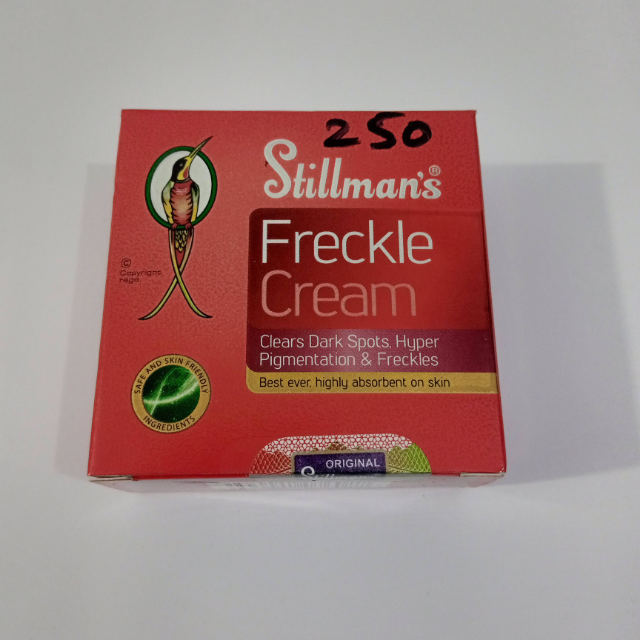 250
Stillman's®
Freckle
Cream
©
Copyright
regd.
Clears Dark Spots, Hyper
Pigmentation & Freckles
Best ever, highly absorbent on skin
SAFE AND SKIN FRIENDLY
INGREDIENTS
ORIGINAL